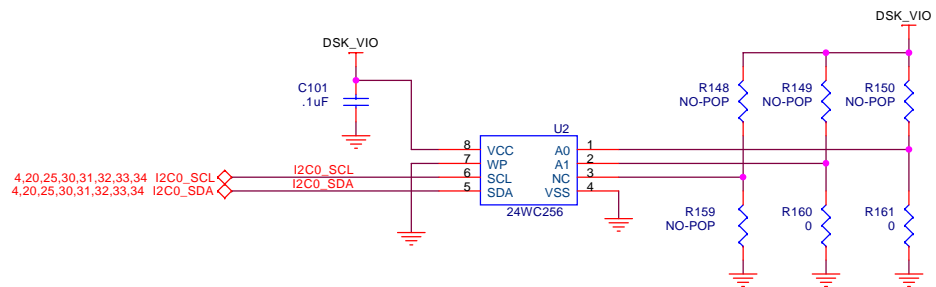 DSK_VIO
DSK_VIO
C101
.1uF
R148
NO-POP
R149
NO-POP
R150
NO-POP
U2
8 VCC A0 1
7 WP A1 2
6 SCL NC 3
5 SDA VSS 4
24WC256
4,20,25,30,31,32,33,34 I2C0_SCL I2C0_SCL
4,20,25,30,31,32,33,34 I2C0_SDA I2C0_SDA
R159
NO-POP
R160
0
R161
0